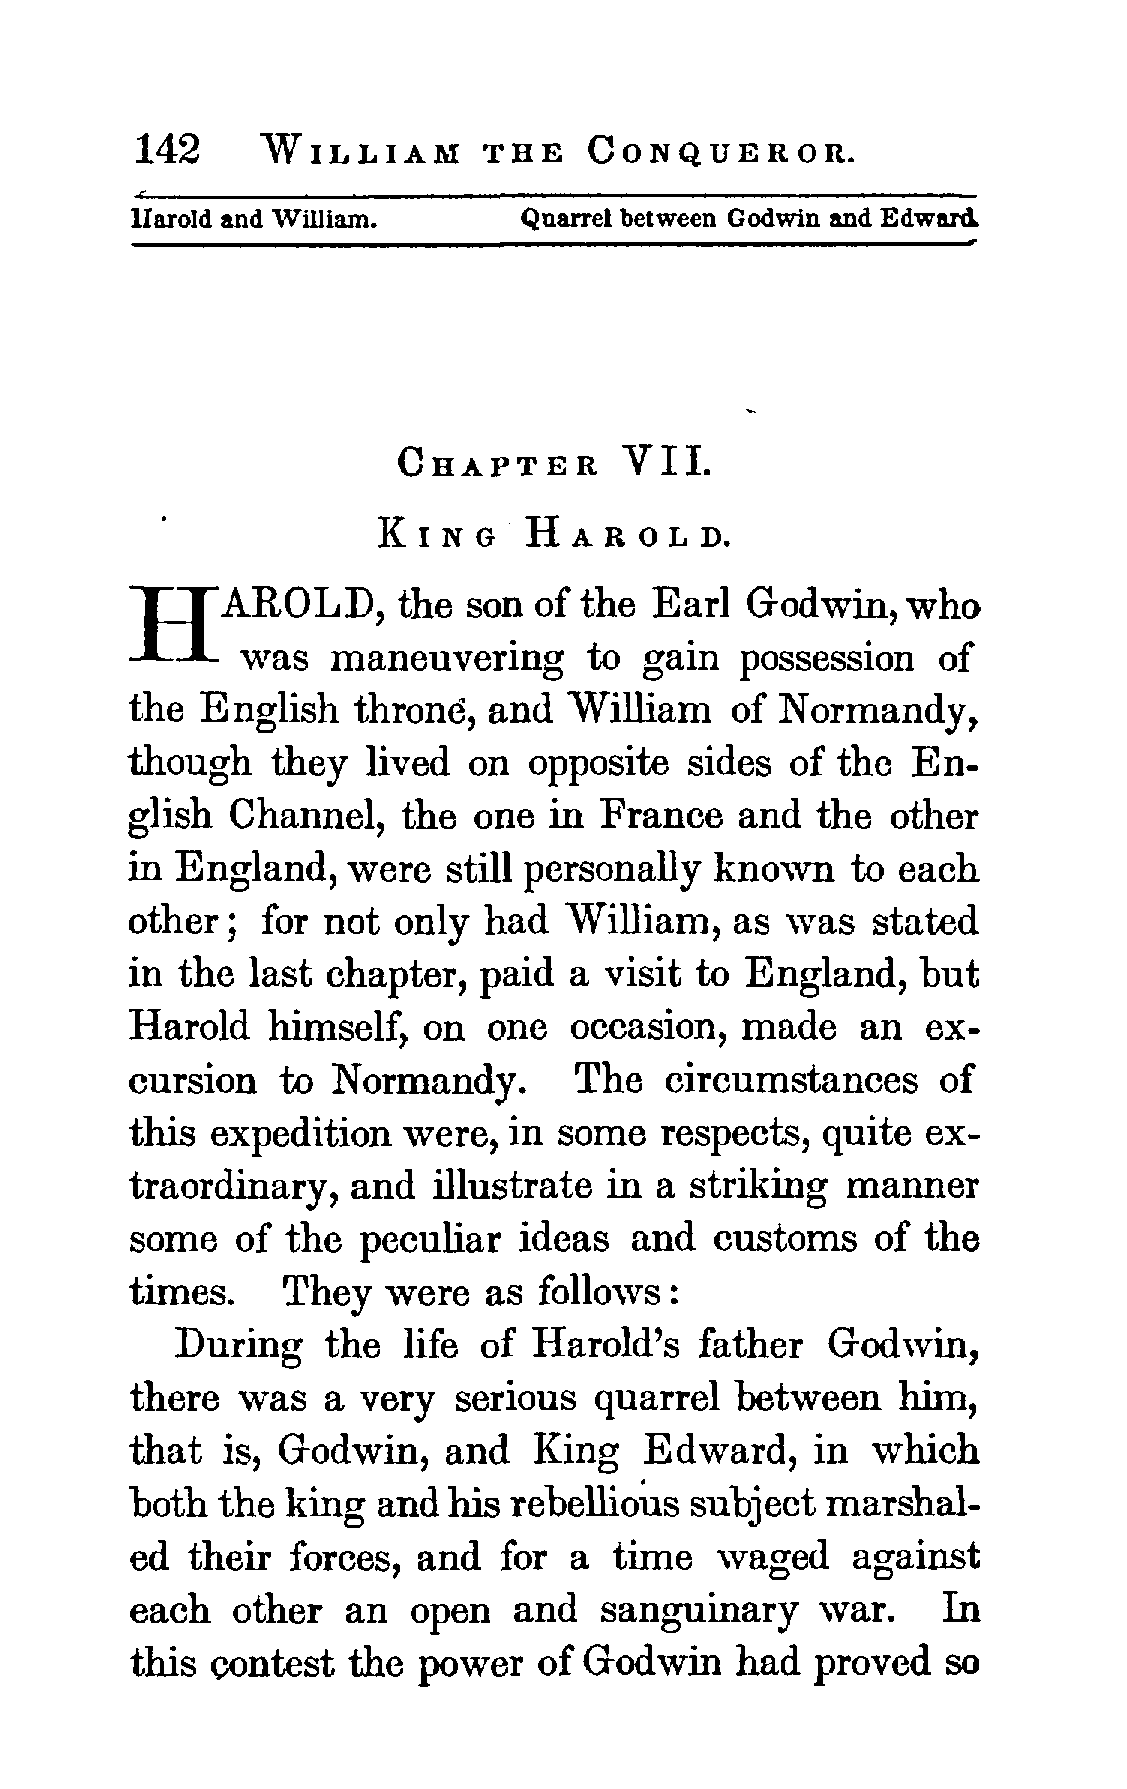 142 WILLIAM THE CONQUEROR.
Harold and William. Quarrel between Godwin and Edward.
CHAPTER VII.
KING HAROLD.
HAROLD, the son of the Earl Godwin, who
was maneuvering to gain possession of
the English throne, and William of Normandy,
though they lived on opposite sides of the En-
glish Channel, the one in France and the other
in England, were still personally known to each
other; for not only had William, as was stated
in the last chapter, paid a visit to England, but
Harold himself, on one occasion, made an ex-
cursion to Normandy. The circumstances of
this expedition were, in some respects, quite ex-
traordinary, and illustrate in a striking manner
some of the peculiar ideas and customs of the
times. They were as follows:
During the life of Harold's father Godwin,
there was a very serious quarrel between him,
that is, Godwin, and King Edward, in which
both the king and his rebellious subject marshal-
ed their forces, and for a time waged against
each other an open and sanguinary war. In
this contest the power of Godwin had proved so